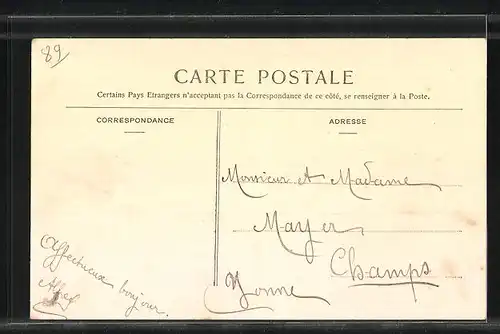 89
CARTE POSTALE
Certains Pays Etrangers n'acceptant pas la Correspondance de ce côté, se renseigner à la Poste.
CORRESPONDANCE
ADRESSE
Monsieur et Madame
Mayer
Champs
Yonne
Affectueux bonjour.